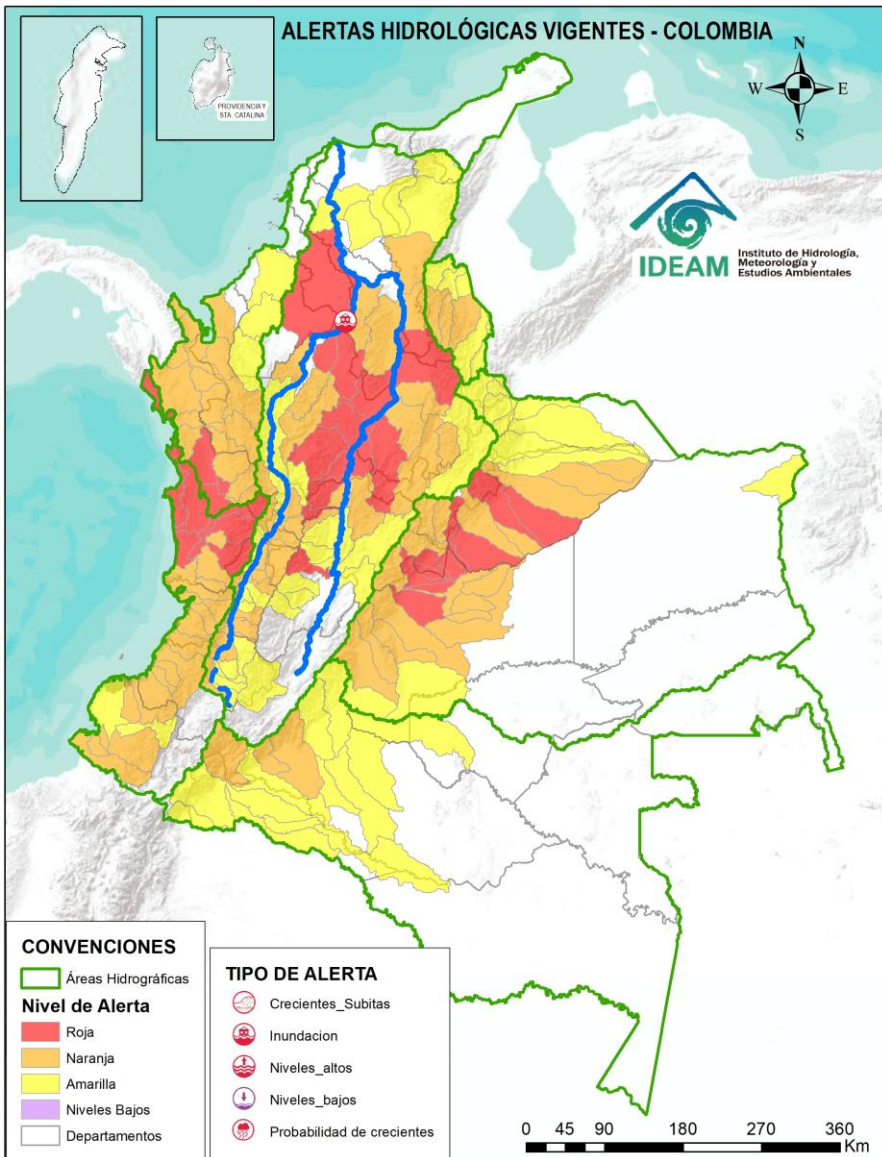 ALERTAS HIDROLÓGICAS VIGENTES - COLOMBIA
PROVIDENCIA Y
STA. CATALINA
N
W
E
S
IDEAM
Instituto de Hidrología,
Meteorología y
Estudios Ambientales
CONVENCIONES
Áreas Hidrográficas
Nivel de Alerta
Roja
Naranja
Amarilla
Niveles Bajos
Departamentos
TIPO DE ALERTA
Crecientes_Subitas
Inundacion
Niveles_altos
Niveles_bajos
Probabilidad de crecientes
0 45 90 180 270 360
Km